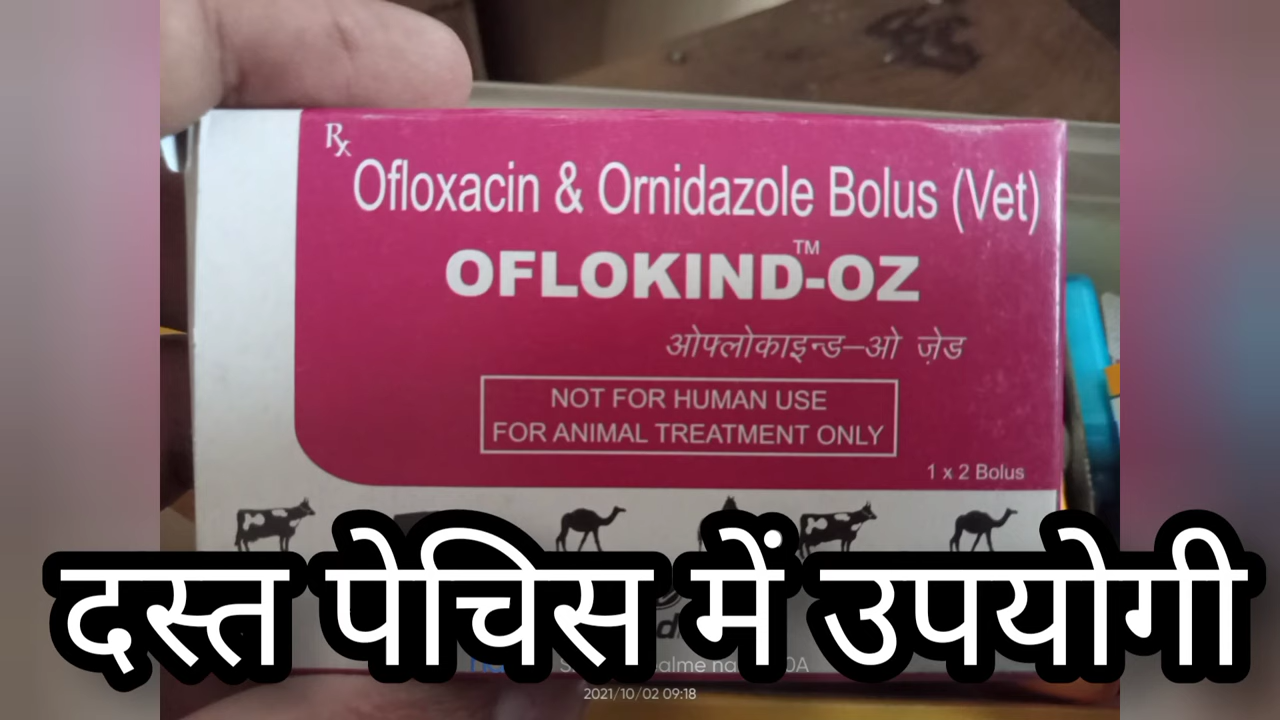 Rx
Ofloxacin & Ornidazole Bolus (Vet)
OFLOKIND-OZ™
ओफ्लोकाइन्ड–ओ ज़ेड
NOT FOR HUMAN USE
FOR ANIMAL TREATMENT ONLY
1 x 2 Bolus
दस्त पेचिस में उपयोगी
2021/10/02 09:18